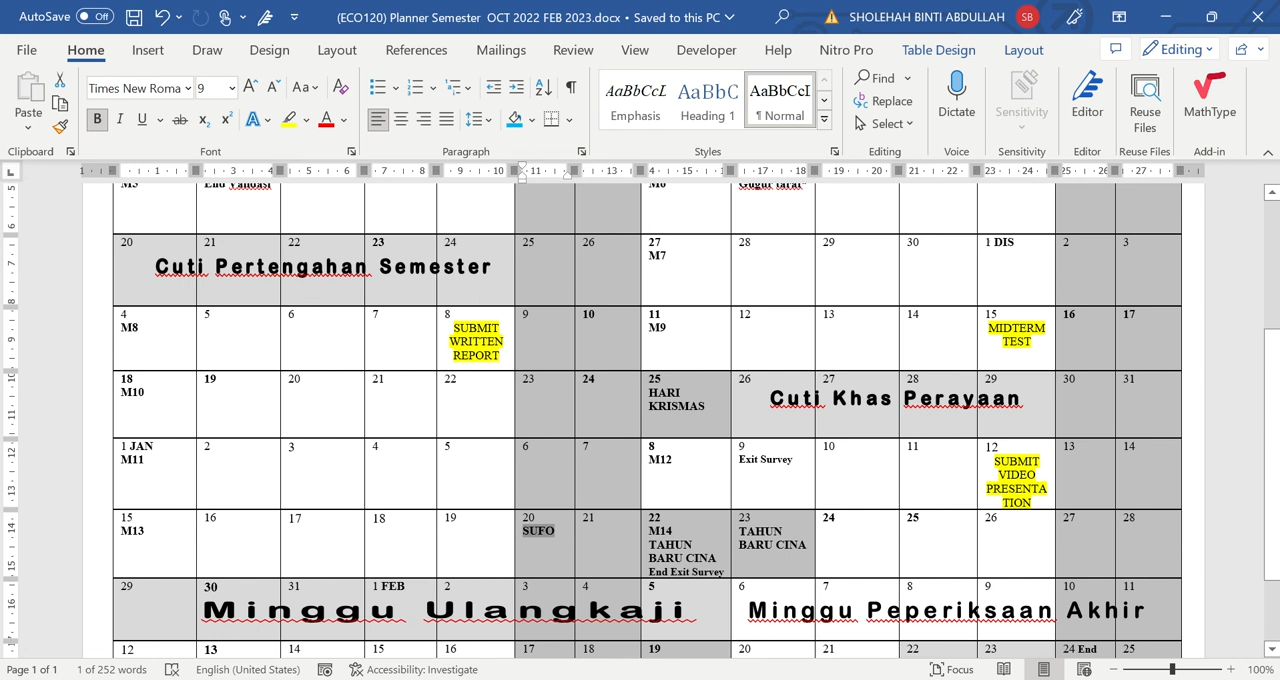 AutoSave Off (ECO120) Planner Semester OCT 2022 FEB 2023.docx • Saved to this PC SHOLEHAH BINTI ABDULLAH SB
File Home Insert Draw Design Layout References Mailings Review View Developer Help Nitro Pro Table Design Layout Editing
Paste
Times New Roma 9
Aa
B I U ab x₂ x² A A
AaBbCcL AaBbC AaBbCcI
Emphasis Heading 1 ¶ Normal
Find
Replace
Select
Dictate
Sensitivity
Editor
Reuse Files
MathType
Clipboard Font Paragraph Styles Editing Voice Sensitivity Editor Reuse Files Add-in
M5 End Validasi M6 Gugur taraf"
20 21 22 23 24 25 26 27 28 29 30 1 DIS 2 3
M7
Cuti Pertengahan Semester
4 5 6 7 8 9 10 11 12 13 14 15 16 17
M8 SUBMIT M9 MIDTERM
WRITTEN TEST
REPORT
18 19 20 21 22 23 24 25 26 27 28 29 30 31
M10 HARI Cuti Khas Perayaan
KRISMAS
1 JAN 2 3 4 5 6 7 8 9 10 11 12 13 14
M11 M12 Exit Survey SUBMIT
VIDEO
PRESENTA
TION
15 16 17 18 19 20 21 22 23 24 25 26 27 28
M13 SUFO M14 TAHUN
TAHUN BARU CINA
BARU CINA
End Exit Survey
29 30 31 1 FEB 2 3 4 5 6 7 8 9 10 11
Minggu Ulangkaji Minggu Peperiksaan Akhir
12 13 14 15 16 17 18 19 20 21 22 23 24 End 25
Page 1 of 1 1 of 252 words English (United States) Accessibility: Investigate Focus 100%